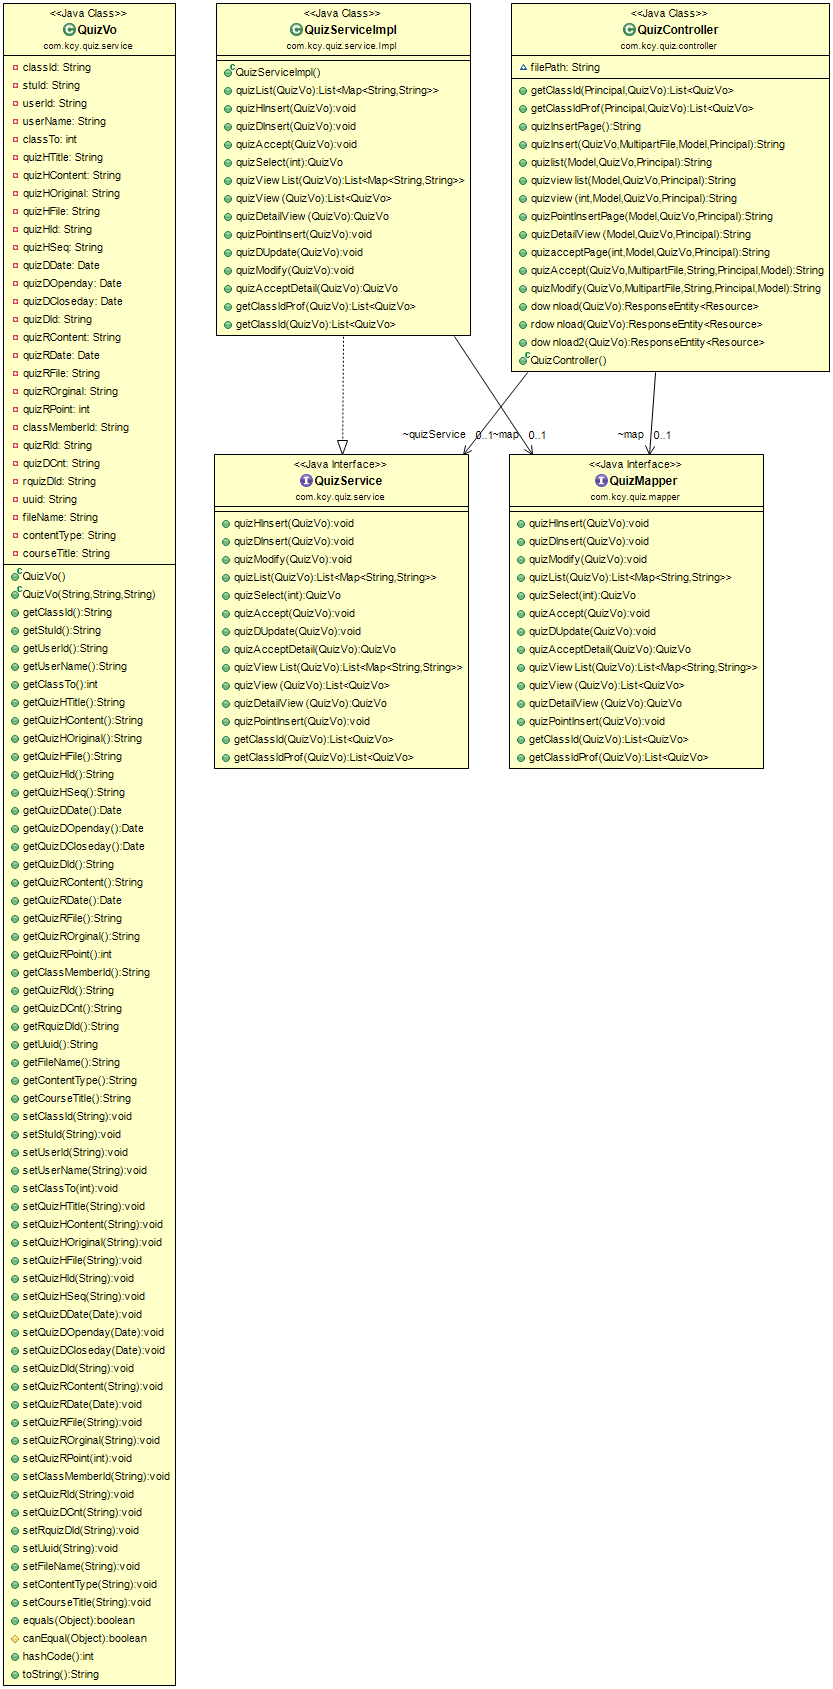 <<Java Class>>
QuizVo
com.kcy.quiz.service
classId: String
stuId: String
userId: String
userName: String
classTo: int
quizHTitle: String
quizHContent: String
quizHOriginal: String
quizHFile: String
quizHId: String
quizHSeq: String
quizDDate: Date
quizDOpenday: Date
quizDCloseday: Date
quizDId: String
quizRContent: String
quizRDate: Date
quizRFile: String
quizROrginal: String
quizRPoint: int
classMemberId: String
quizRId: String
quizDCnt: String
rquizDId: String
uuid: String
fileName: String
contentType: String
courseTitle: String
QuizVo()
QuizVo(String,String,String)
getClassId():String
getStuId():String
getUserId():String
getUserName():String
getClassTo():int
getQuizHTitle():String
getQuizHContent():String
getQuizHOriginal():String
getQuizHFile():String
getQuizHId():String
getQuizHSeq():String
getQuizDDate():Date
getQuizDOpenday():Date
getQuizDCloseday():Date
getQuizDId():String
getQuizRContent():String
getQuizRDate():Date
getQuizRFile():String
getQuizROrginal():String
getQuizRPoint():int
getClassMemberId():String
getQuizRId():String
getQuizDCnt():String
getRquizDId():String
getUuid():String
getFileName():String
getContentType():String
getCourseTitle():String
setClassId(String):void
setStuId(String):void
setUserId(String):void
setUserName(String):void
setClassTo(int):void
setQuizHTitle(String):void
setQuizHContent(String):void
setQuizHOriginal(String):void
setQuizHFile(String):void
setQuizHId(String):void
setQuizHSeq(String):void
setQuizDDate(Date):void
setQuizDOpenday(Date):void
setQuizDCloseday(Date):void
setQuizDId(String):void
setQuizRContent(String):void
setQuizRDate(Date):void
setQuizRFile(String):void
setQuizROrginal(String):void
setQuizRPoint(int):void
setClassMemberId(String):void
setQuizRId(String):void
setQuizDCnt(String):void
setRquizDId(String):void
setUuid(String):void
setFileName(String):void
setContentType(String):void
setCourseTitle(String):void
equals(Object):boolean
canEqual(Object):boolean
hashCode():int
toString():String
<<Java Class>>
QuizServiceImpl
com.kcy.quiz.service.Impl
QuizServiceImpl()
quizList(QuizVo):List<Map<String,String>>
quizHInsert(QuizVo):void
quizDInsert(QuizVo):void
quizAccept(QuizVo):void
quizSelect(int):QuizVo
quizView List(QuizVo):List<Map<String,String>>
quizView (QuizVo):List<QuizVo>
quizDetailView (QuizVo):QuizVo
quizPointInsert(QuizVo):void
quizDUpdate(QuizVo):void
quizModify(QuizVo):void
quizAcceptDetail(QuizVo):QuizVo
getClassIdProf(QuizVo):List<QuizVo>
getClassId(QuizVo):List<QuizVo>
<<Java Class>>
QuizController
com.kcy.quiz.controller
filePath: String
getClassId(Principal,QuizVo):List<QuizVo>
getClassIdProf(Principal,QuizVo):List<QuizVo>
quizInsertPage():String
quizInsert(QuizVo,MultipartFile,Model,Principal):String
quizlist(Model,QuizVo,Principal):String
quizview list(Model,QuizVo,Principal):String
quizview (int,Model,QuizVo,Principal):String
quizPointInsertPage(Model,QuizVo,Principal):String
quizDetailView (Model,QuizVo,Principal):String
quizacceptPage(int,Model,QuizVo,Principal):String
quizAccept(QuizVo,MultipartFile,String,Principal,Model):String
quizModify(QuizVo,MultipartFile,String,Principal,Model):String
dow nload(QuizVo):ResponseEntity<Resource>
rdow nload(QuizVo):ResponseEntity<Resource>
dow nload2(QuizVo):ResponseEntity<Resource>
QuizController()
~quizService 0..1
~map 0..1
~map 0..1
<<Java Interface>>
QuizService
com.kcy.quiz.service
quizHInsert(QuizVo):void
quizDInsert(QuizVo):void
quizModify(QuizVo):void
quizList(QuizVo):List<Map<String,String>>
quizSelect(int):QuizVo
quizAccept(QuizVo):void
quizDUpdate(QuizVo):void
quizAcceptDetail(QuizVo):QuizVo
quizView List(QuizVo):List<Map<String,String>>
quizView (QuizVo):List<QuizVo>
quizDetailView (QuizVo):QuizVo
quizPointInsert(QuizVo):void
getClassId(QuizVo):List<QuizVo>
getClassIdProf(QuizVo):List<QuizVo>
<<Java Interface>>
QuizMapper
com.kcy.quiz.mapper
quizHInsert(QuizVo):void
quizDInsert(QuizVo):void
quizModify(QuizVo):void
quizList(QuizVo):List<Map<String,String>>
quizSelect(int):QuizVo
quizAccept(QuizVo):void
quizDUpdate(QuizVo):void
quizAcceptDetail(QuizVo):QuizVo
quizView List(QuizVo):List<Map<String,String>>
quizView (QuizVo):List<QuizVo>
quizDetailView (QuizVo):QuizVo
quizPointInsert(QuizVo):void
getClassId(QuizVo):List<QuizVo>
getClassIdProf(QuizVo):List<QuizVo>